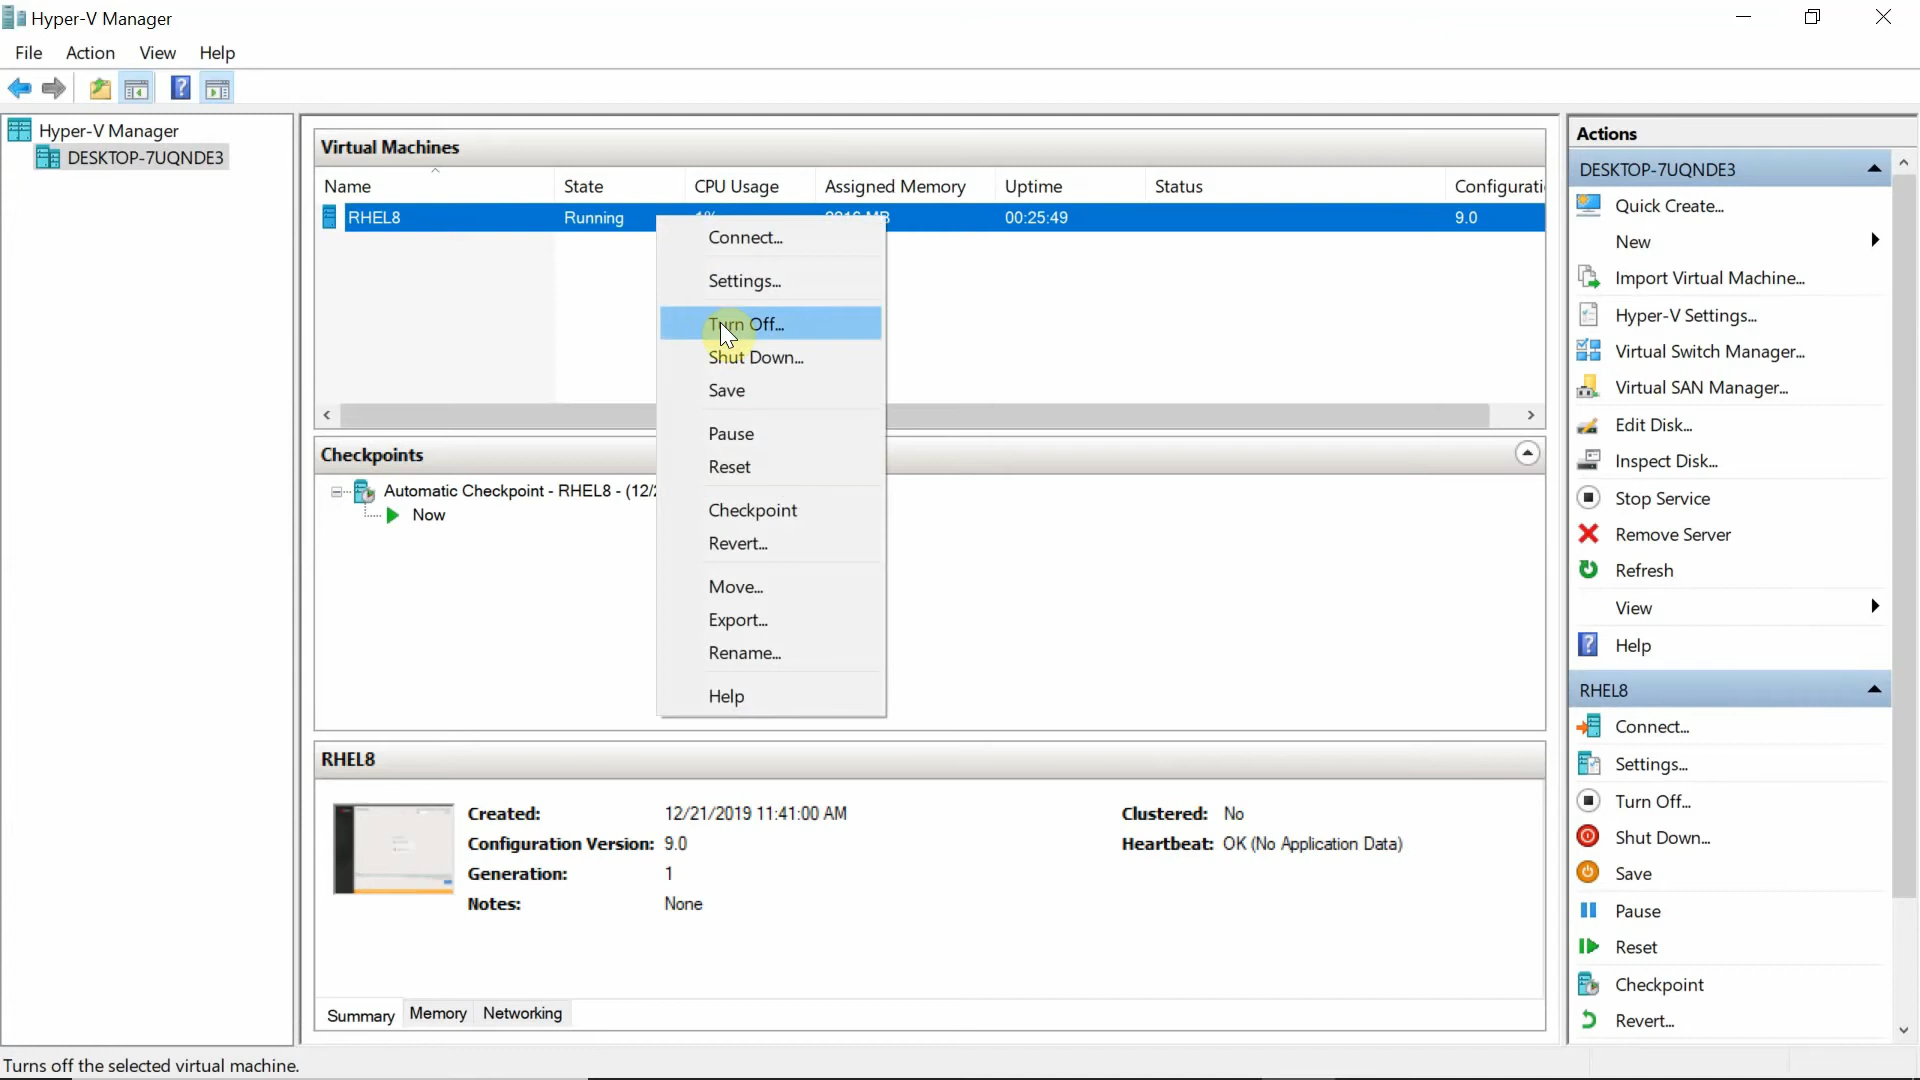 Hyper-V Manager
File Action View Help
Hyper-V Manager
DESKTOP-7UQNDE3
Virtual Machines
Name State CPU Usage Assigned Memory Uptime Status Configurati
RHEL8 Running 00:25:49 9.0
Connect...
Settings...
Turn Off...
Shut Down...
Save
Pause
Reset
Checkpoint
Revert...
Move...
Export...
Rename...
Help
Checkpoints
Automatic Checkpoint - RHEL8 - (12/
Now
RHEL8
Created: 12/21/2019 11:41:00 AM Clustered: No
Configuration Version: 9.0 Heartbeat: OK (No Application Data)
Generation: 1
Notes: None
Summary Memory Networking
Actions
DESKTOP-7UQNDE3
Quick Create...
New
Import Virtual Machine...
Hyper-V Settings...
Virtual Switch Manager...
Virtual SAN Manager...
Edit Disk...
Inspect Disk...
Stop Service
Remove Server
Refresh
View
Help
RHEL8
Connect...
Settings...
Turn Off...
Shut Down...
Save
Pause
Reset
Checkpoint
Revert...
Turns off the selected virtual machine.